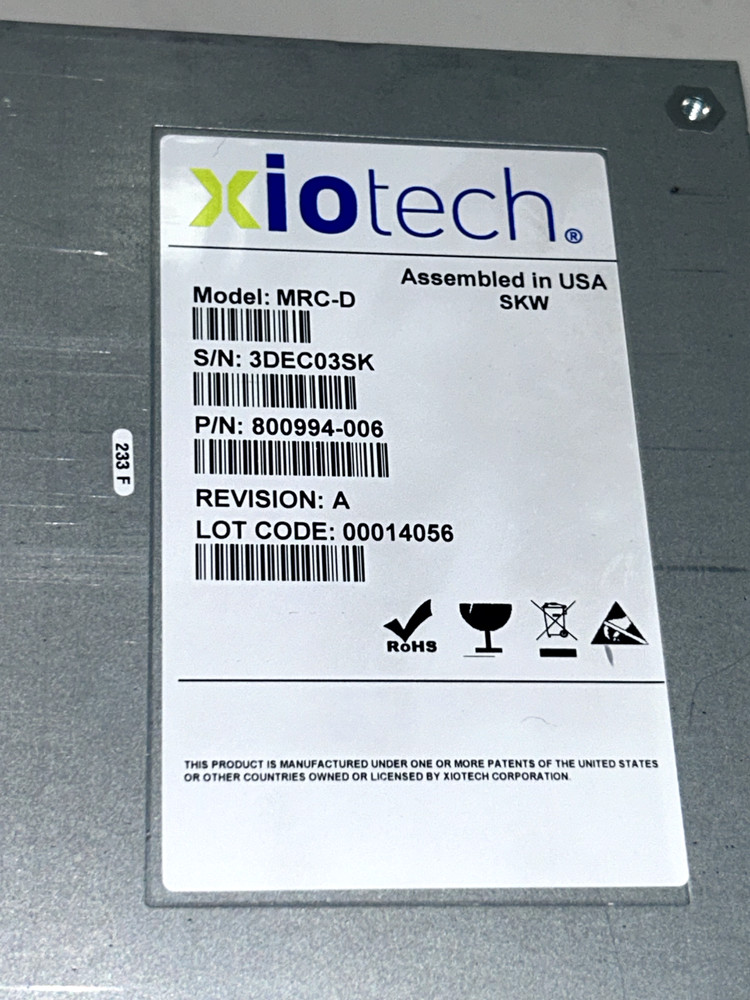 xiotech®
Assembled in USA
SKW
Model: MRC-D
S/N: 3DEC03SK
P/N: 800994-006
REVISION: A
LOT CODE: 00014056
233 F
RoHS
THIS PRODUCT IS MANUFACTURED UNDER ONE OR MORE PATENTS OF THE UNITED STATES
OR OTHER COUNTRIES OWNED OR LICENSED BY XIOTECH CORPORATION.